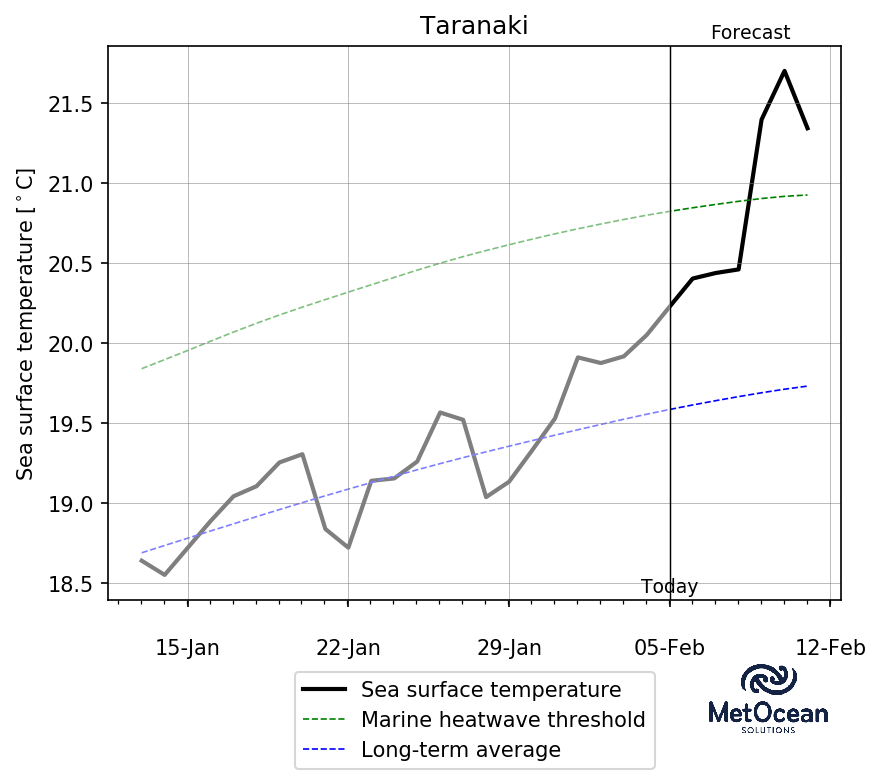 Taranaki
Forecast
21.5
21.0
20.5
20.0
19.5
19.0
18.5
Sea surface temperature [°C]
Today
15-Jan 22-Jan 29-Jan 05-Feb 12-Feb
Sea surface temperature
Marine heatwave threshold
Long-term average
MetOcean
SOLUTIONS